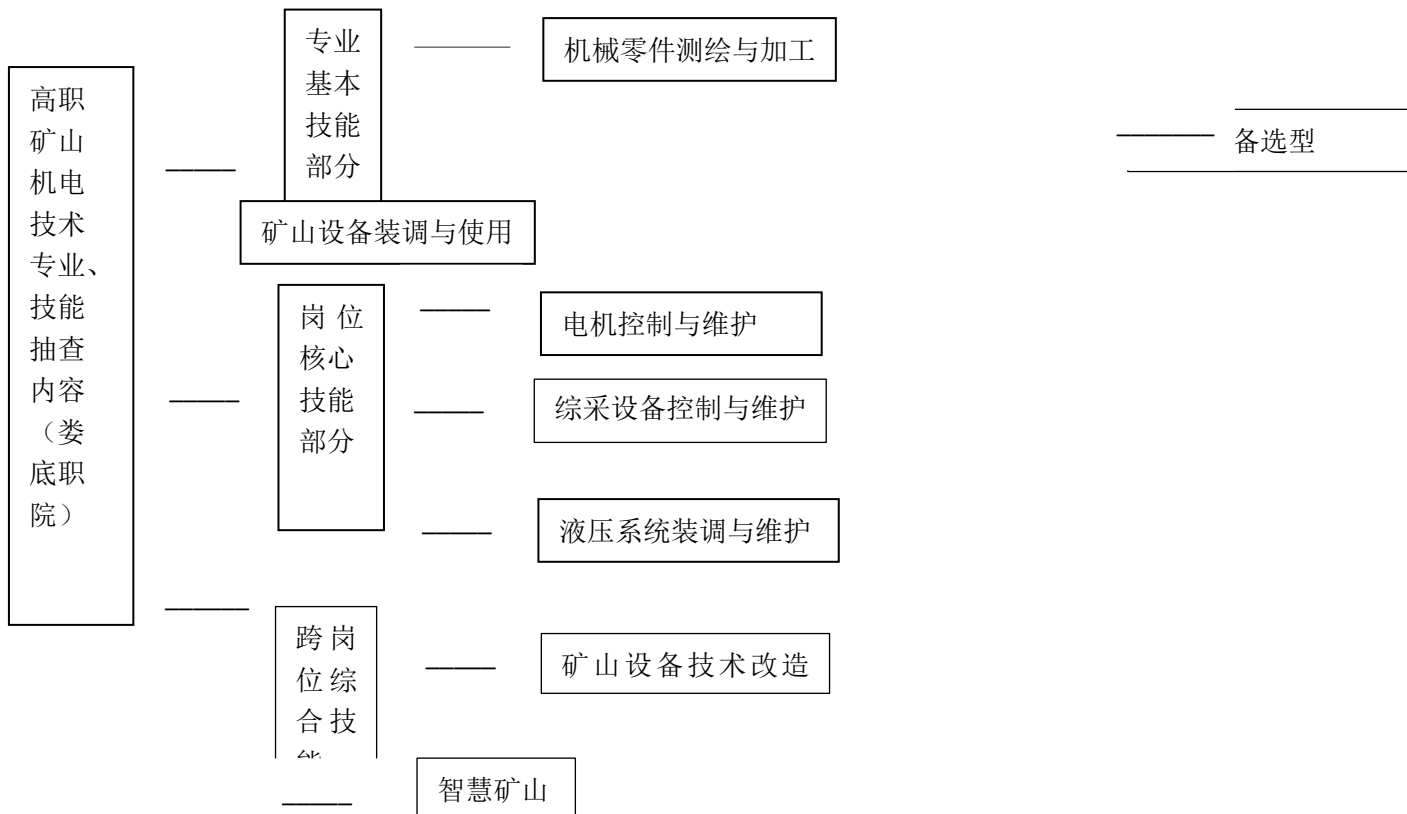 高职
矿山
机电
技术
专业、
技能
抽查
内容
（娄
底职
院）
专业
基本
技能
部分
机械零件测绘与加工
备选型
矿山设备装调与使用
岗位
核心
技能
部分
电机控制与维护
综采设备控制与维护
液压系统装调与维护
跨岗
位综
合技
矿山设备技术改造
智慧矿山